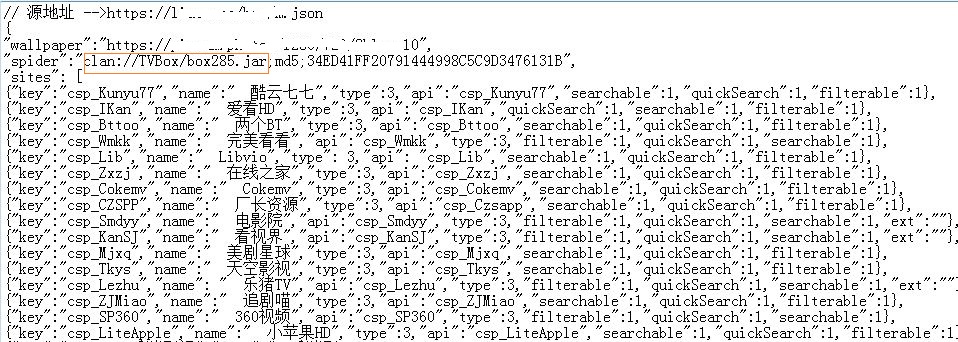 // 源地址 -->https://li .json
{
"wallpaper":"https:// 10",
"spider":"clan://TVBox/box285.jar;md5;34ED41FF20791444998C5C9D3476131B",
"sites": [
{"key":"csp_Kunyu77","name":" 酷云七七","type":3,"api":"csp_Kunyu77","searchable":1,"quickSearch":1,"filterable":1},
{"key":"csp_IKan","name":" 爱看HD","type":3,"api":"csp_IKan","quickSearch":1,"searchable":1,"filterable":1},
{"key":"csp_Bttoo","name":" 两个BT","type":3,"api":"csp_Bttoo","searchable":1,"quickSearch":1,"filterable":1},
{"key":"csp_Wmkk","name":" 完美看看","api":"csp_Wmkk","type":3,"quickSearch":1,"filterable":1,"searchable":1},
{"key":"csp_Lib","name":" Libvio","type": 3,"api": "csp_Lib","searchable":1,"quickSearch":1,"filterable":1},
{"key":"csp_Zxzj","name":" 在线之家","type":3,"api":"csp_Zxzj","searchable":1,"quickSearch":1,"filterable":1},
{"key":"csp_Cokemv","name":" Cokemv","type":3,"api":"csp_Cokemv","searchable":1,"quickSearch":1,"filterable":1},
{"key":"csp_CZSPP","name":" 厂长资源","type":3,"api":"csp_Czsapp","searchable":1,"quickSearch":1,"filterable":1},
{"key":"csp_Smdyy","name":" 电影院","api":"csp_Smdyy","type":3,"filterable":1,"quickSearch":1,"searchable":1,"ext":""},
{"key":"csp_KanSJ","name":" 看视界","api":"csp_KanSJ","type":3,"filterable":1,"quickSearch":1,"searchable":1,"ext":""},
{"key":"csp_Mjxq","name":" 美剧星球","type":3,"api":"csp_Mjxq","searchable":1,"quickSearch":1,"filterable":1},
{"key":"csp_Tkys","name":" 天空影视","type":3,"api":"csp_Tkys","searchable":1,"quickSearch":1,"filterable":1},
{"key":"csp_Lezhu","name":" 乐猪TV","api":"csp_Lezhu","type":3,"filterable":1,"quickSearch":1,"searchable":1,"ext":""}
{"key":"csp_ZJMiao","name":" 追剧喵","type":3,"api":"csp_ZJMiao","searchable":1,"quickSearch":1,"filterable":1},
{"key":"csp_SP360","name":" 360视频","type":3,"api":"csp_SP360","searchable":1,"quickSearch":1,"filterable":1},
{"key":"csp_LiteApple","name":" 小苹果HD","type":3,"api":"csp_LiteApple","searchable":1,"quickSearch":1,"filterable":1}